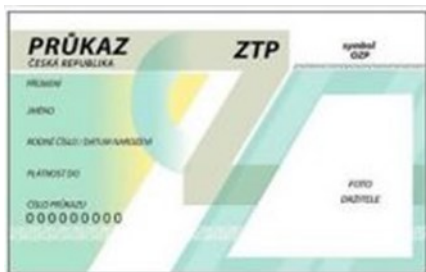 PRŮKAZ
ZTP
symbol
OZP
ČESKÁ REPUBLIKA
PŘÍJMENÍ
JMÉNO
RODNÉ ČÍSLO / DATUM NAROZENÍ
PLATNOST DO
FOTO
DRŽITELE
ČÍSLO PRŮKAZU
000000000